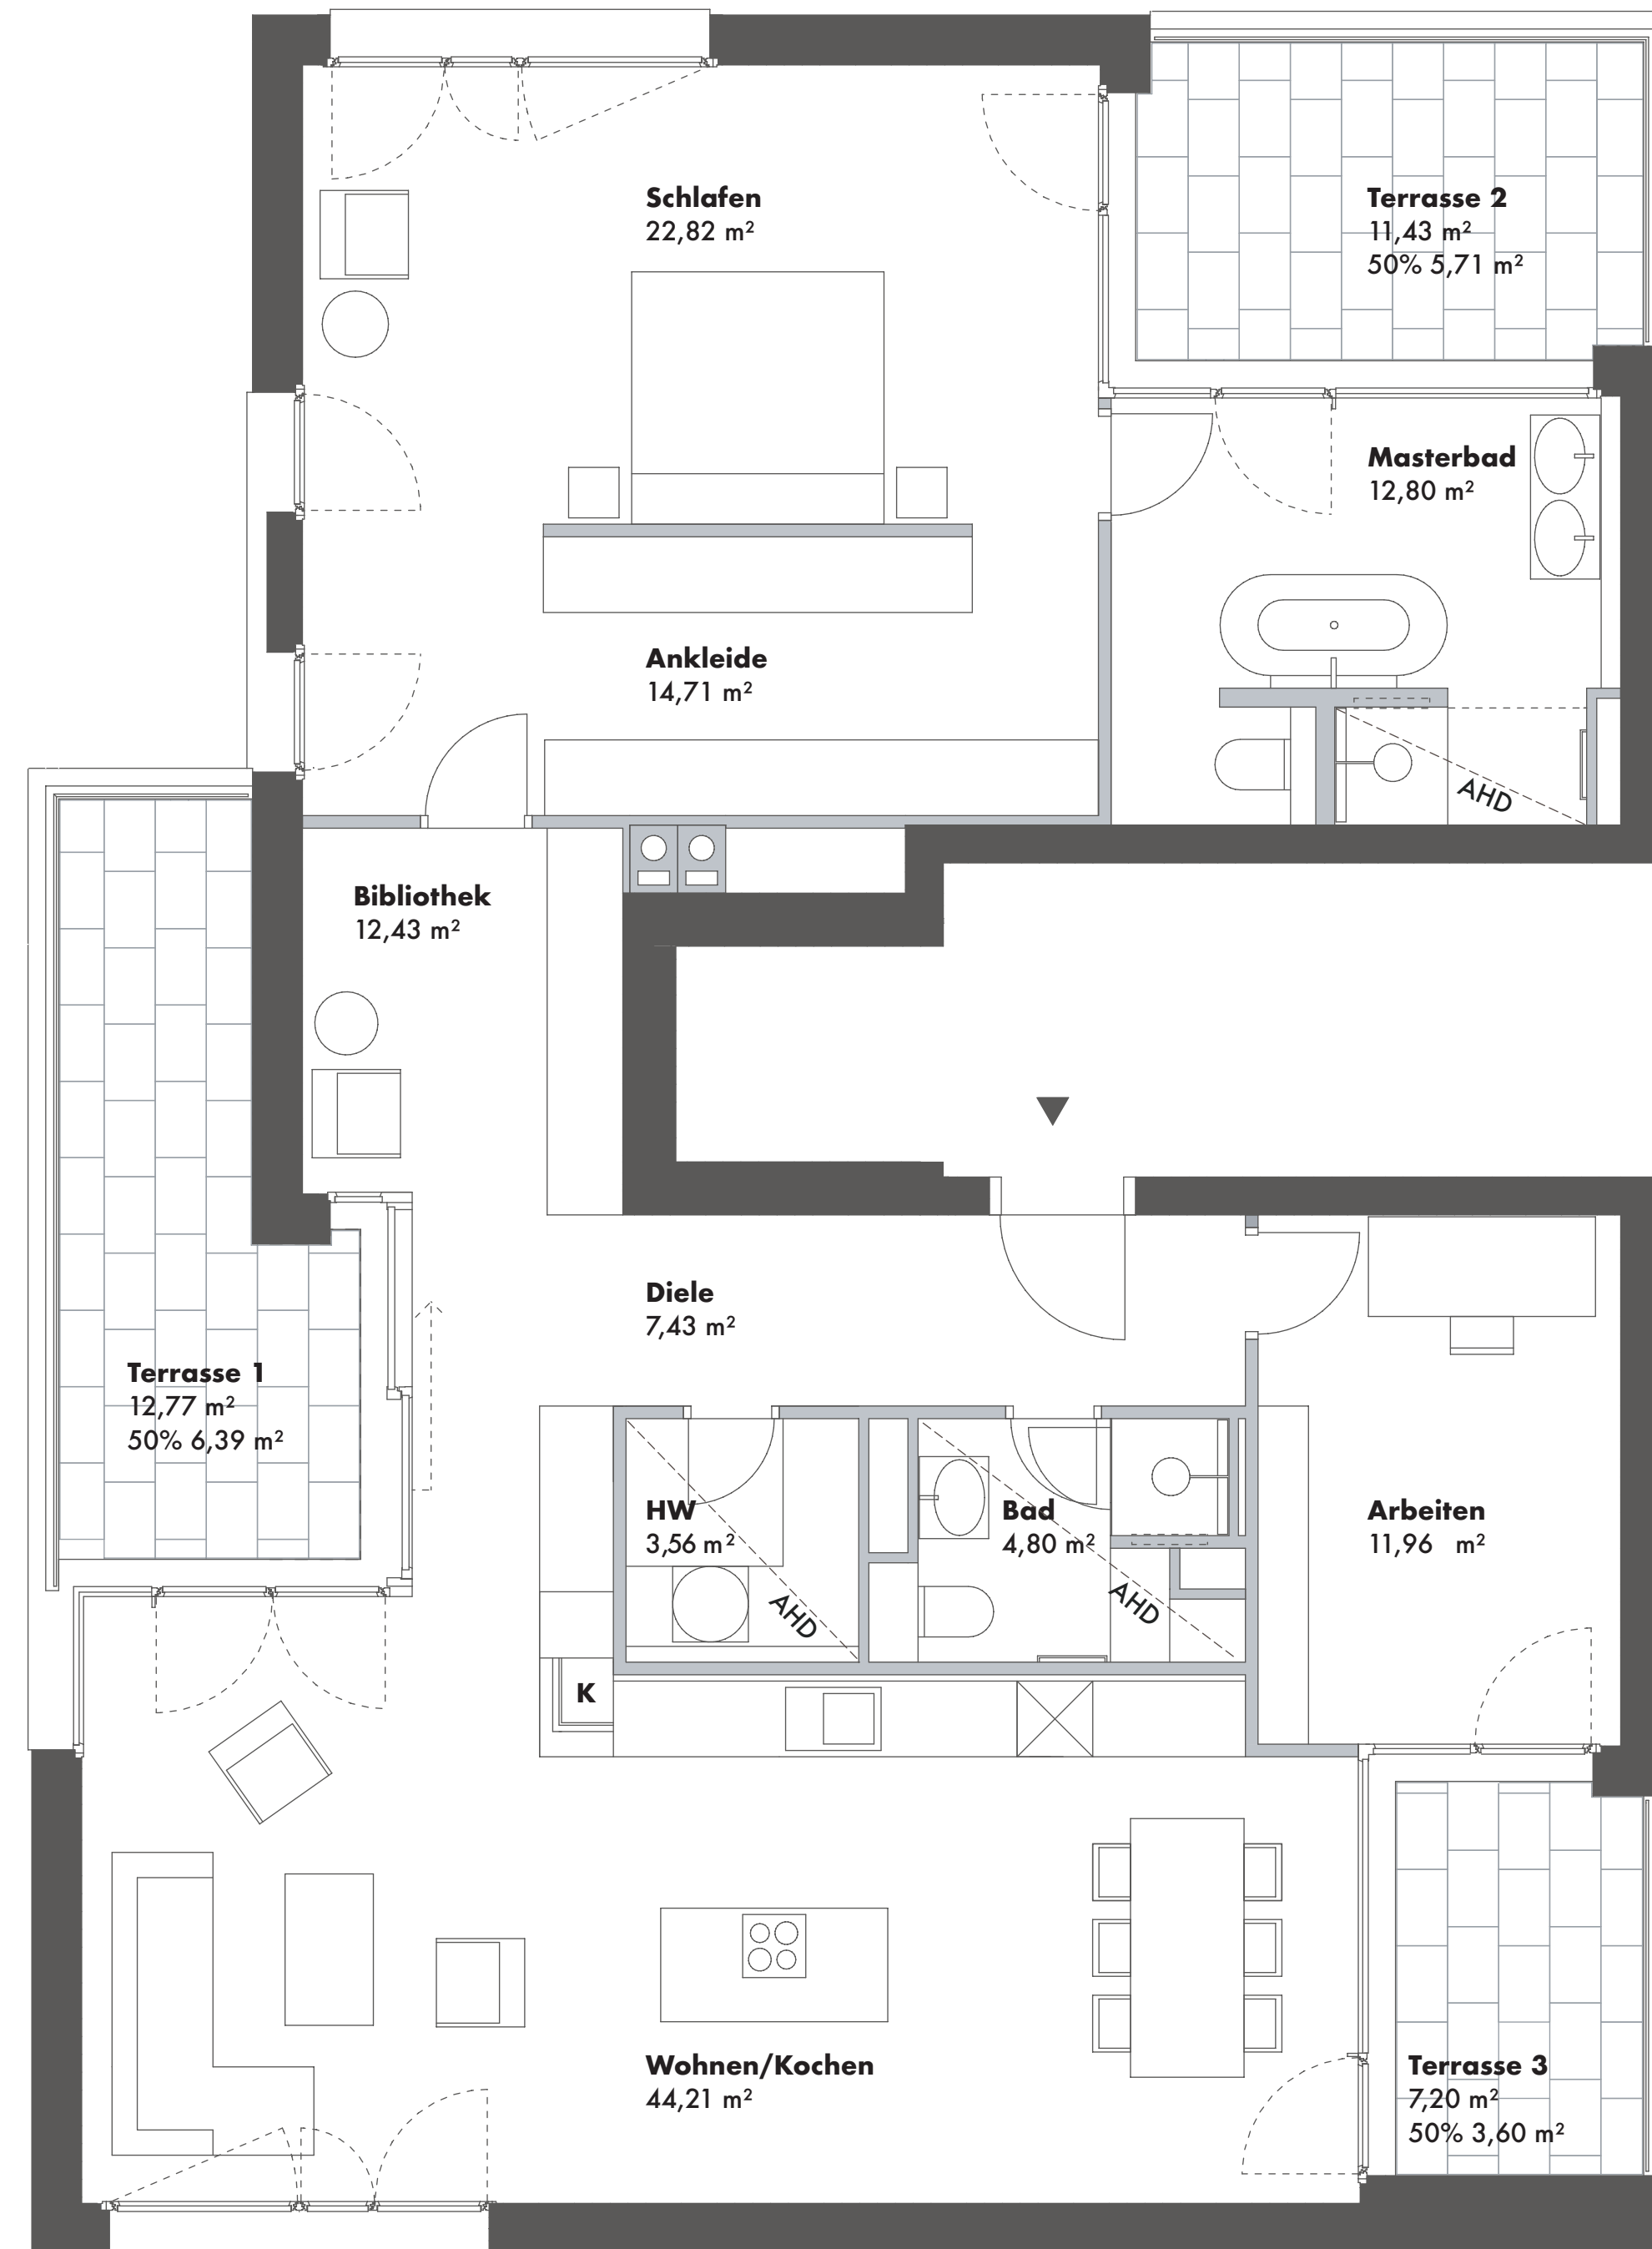 Schlafen
22,82 m²
Terrasse 2
11,43 m²
50% 5,71 m²
Masterbad
12,80 m²
Ankleide
14,71 m²
AHD
Bibliothek
12,43 m²
Diele
7,43 m²
Terrasse 1
12,77 m²
50% 6,39 m²
HW
3,56 m²
AHD
Bad
4,80 m²
AHD
Arbeiten
11,96 m²
K
Wohnen/Kochen
44,21 m²
Terrasse 3
7,20 m²
50% 3,60 m²